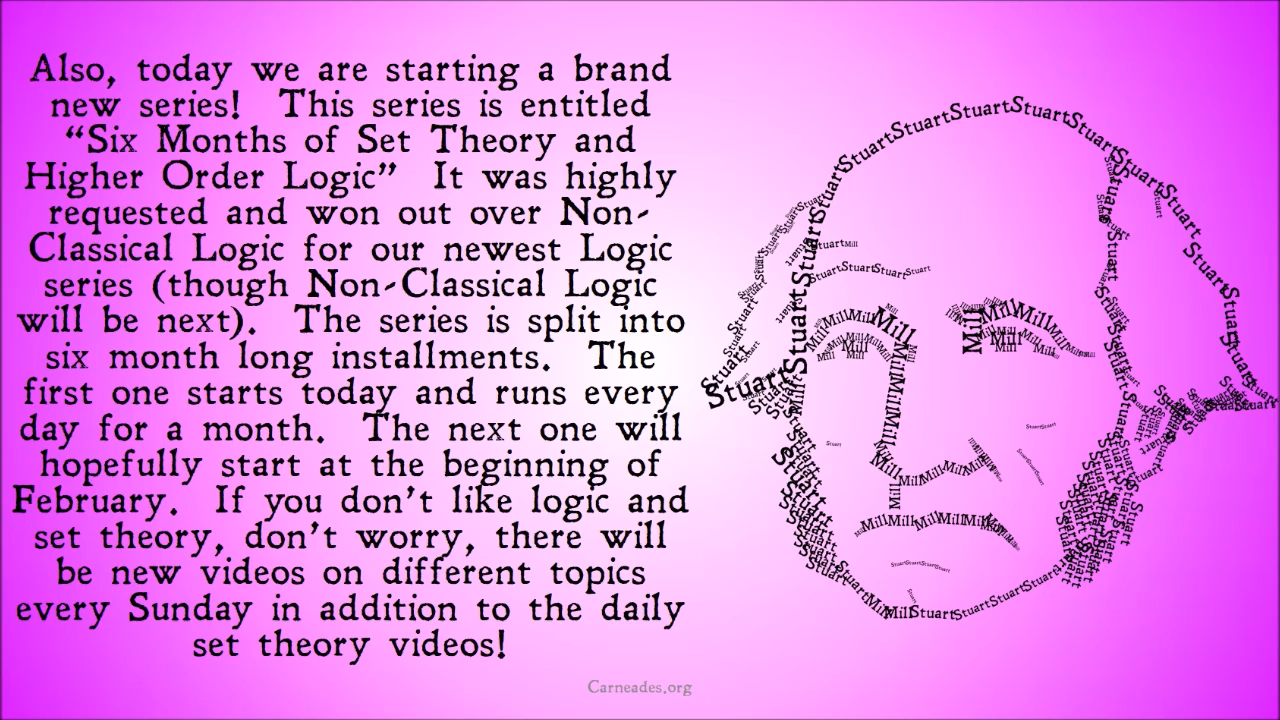 Also, today we are starting a brand
new series!  This series is entitled
“Six Months of Set Theory and
Higher Order Logic”  It was highly
requested and won out over Non-
Classical Logic for our newest Logic
series (though Non-Classical Logic
will be next).  The series is split into
six month long installments.  The
first one starts today and runs every
day for a month.  The next one will
hopefully start at the beginning of
February.  If you don’t like logic and
set theory, don’t worry, there will
be new videos on different topics
every Sunday in addition to the daily
set theory videos!
StuartStuartStuartStuartStuartStuart
StuartMill
StuartStuartStuartStuart
Mill
Stuart
Carneades.org